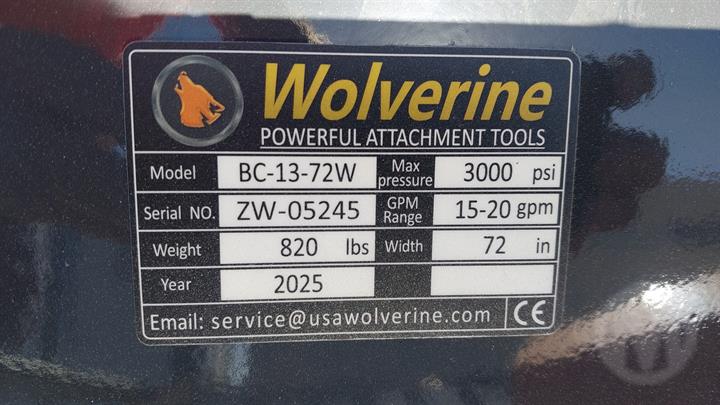 Wolverine
POWERFUL ATTACHMENT TOOLS
Model BC-13-72W Max pressure 3000 psi
Serial NO. ZW-05245 GPM Range 15-20 gpm
Weight 820 lbs Width 72 in
Year 2025
Email: service@usawolverine.com CE